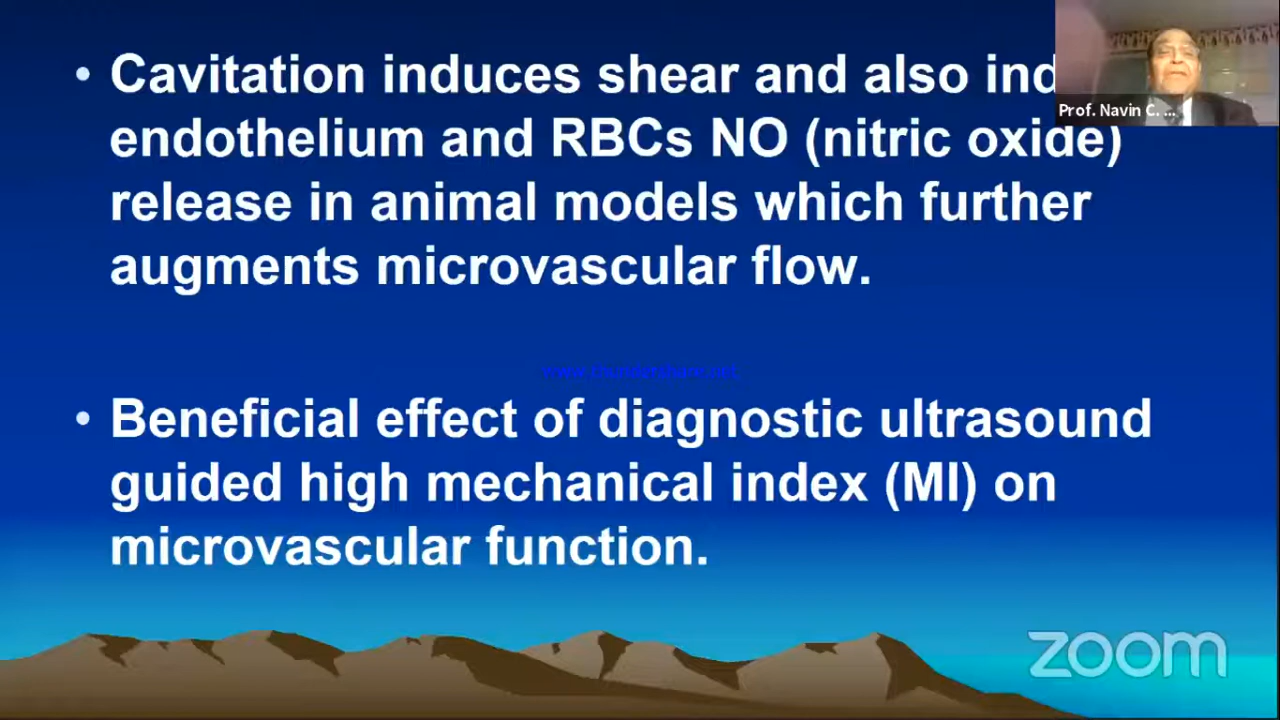 • Cavitation induces shear and also ind
Prof. Navin C. ...
endothelium and RBCs NO (nitric oxide)
release in animal models which further
augments microvascular flow.
• Beneficial effect of diagnostic ultrasound
guided high mechanical index (MI) on
microvascular function.
zoom